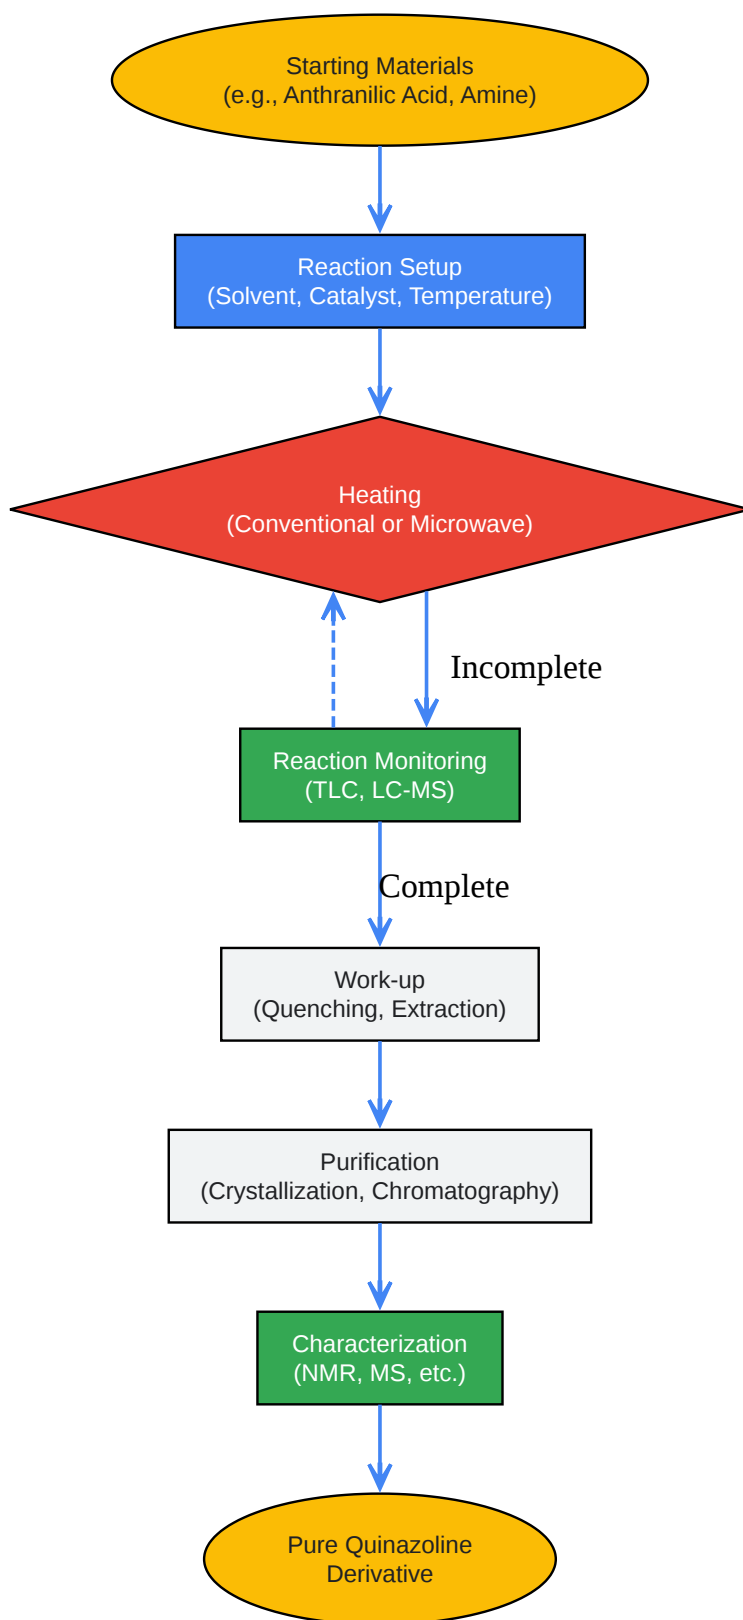 Starting Materials
(e.g., Anthranilic Acid, Amine)
Reaction Setup
(Solvent, Catalyst, Temperature)
Heating
(Conventional or Microwave)
Incomplete
Reaction Monitoring
(TLC, LC-MS)
Complete
Work-up
(Quenching, Extraction)
Purification
(Crystallization, Chromatography)
Characterization
(NMR, MS, etc.)
Pure Quinazoline
Derivative